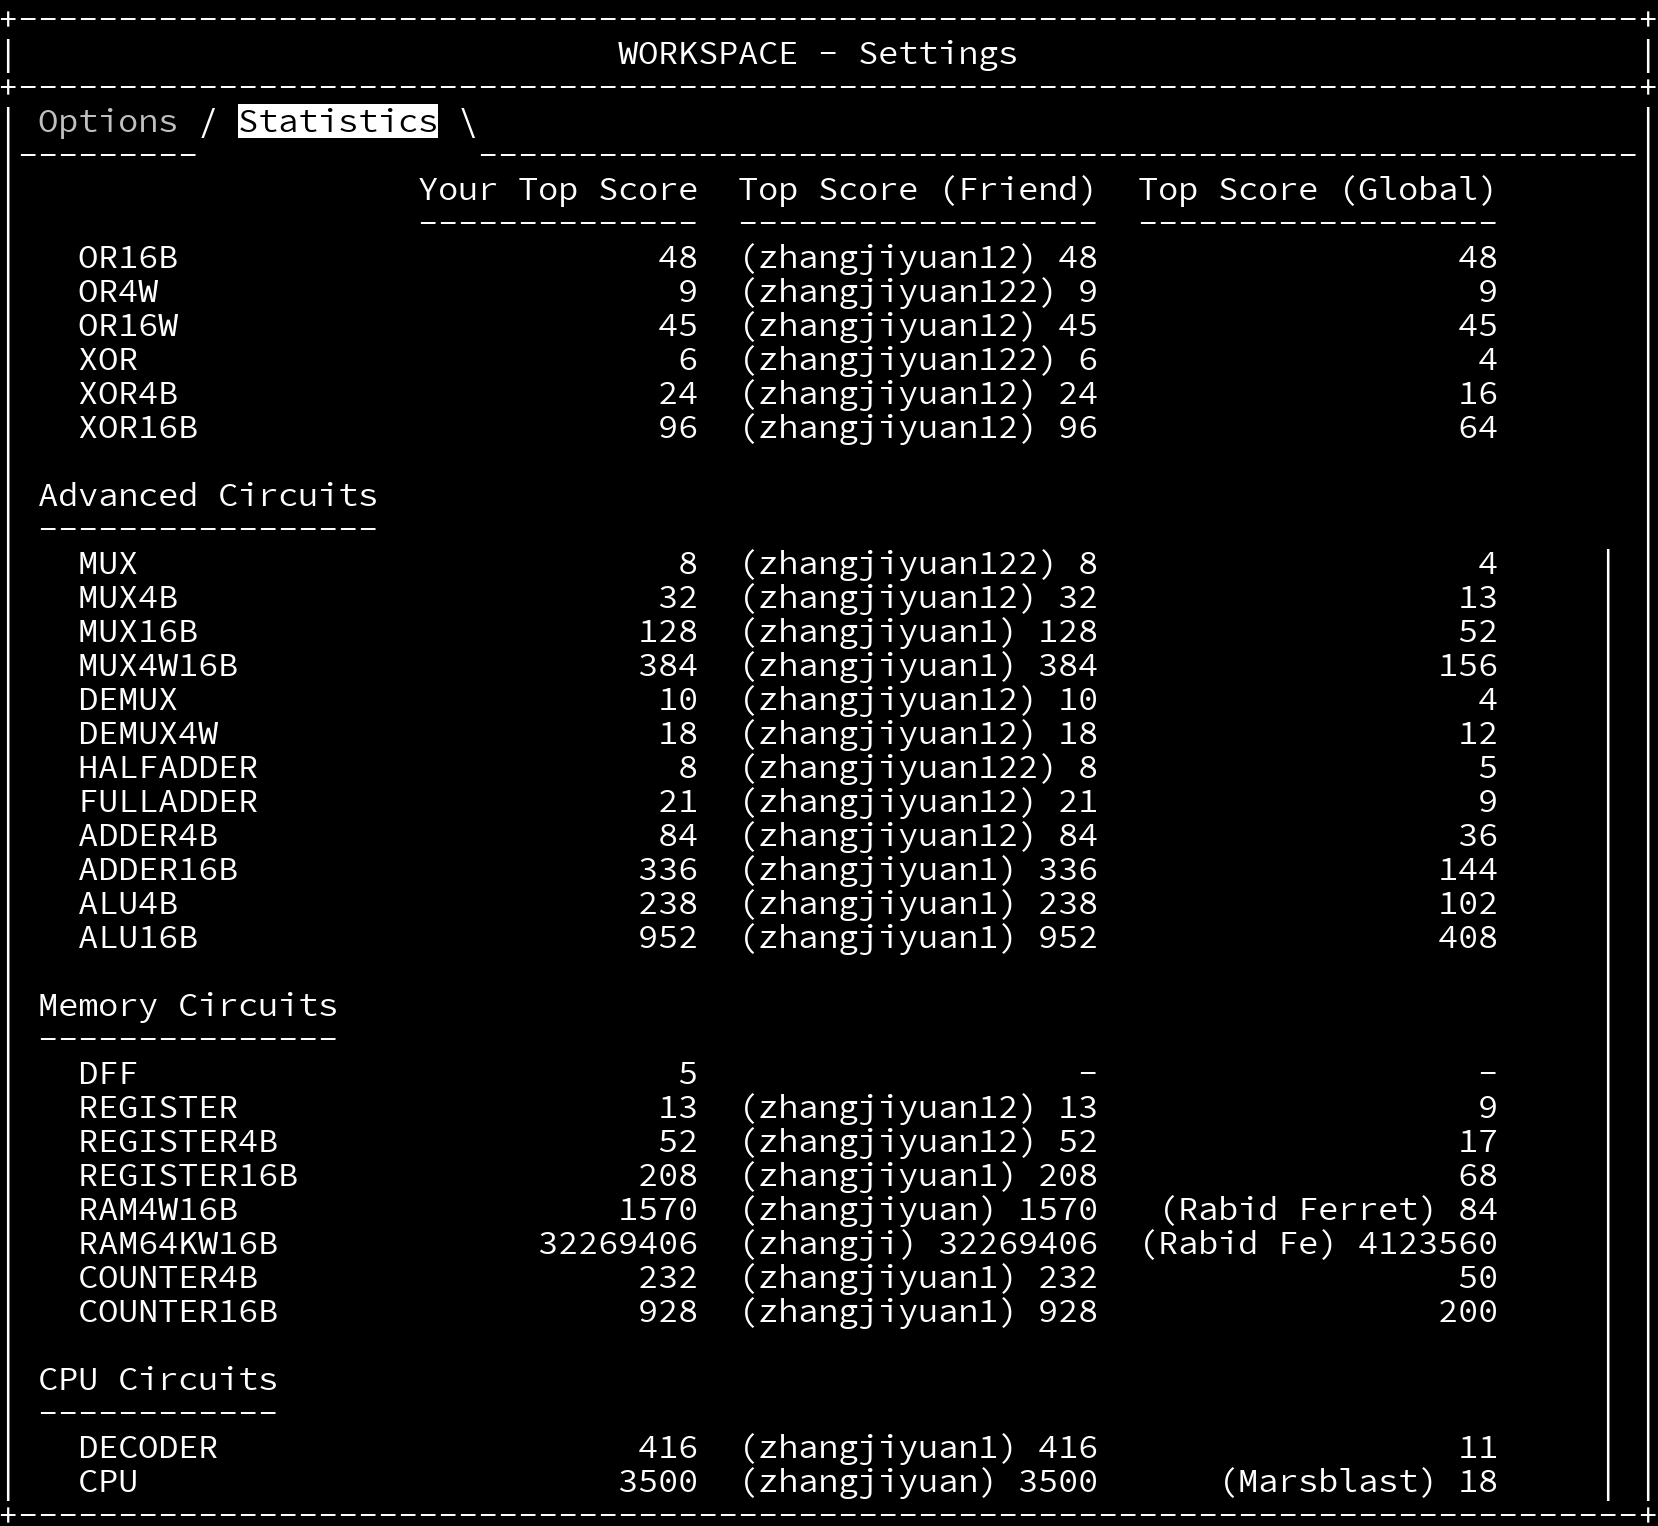 WORKSPACE - Settings
Options / Statistics \
Your Top Score Top Score (Friend) Top Score (Global)
OR16B 48 (zhangjiyuan12) 48 48
OR4W 9 (zhangjiyuan122) 9 9
OR16W 45 (zhangjiyuan12) 45 45
XOR 6 (zhangjiyuan122) 6 4
XOR4B 24 (zhangjiyuan12) 24 16
XOR16B 96 (zhangjiyuan12) 96 64
Advanced Circuits
MUX 8 (zhangjiyuan122) 8 4
MUX4B 32 (zhangjiyuan12) 32 13
MUX16B 128 (zhangjiyuan1) 128 52
MUX4W16B 384 (zhangjiyuan1) 384 156
DEMUX 10 (zhangjiyuan12) 10 4
DEMUX4W 18 (zhangjiyuan12) 18 12
HALFADDER 8 (zhangjiyuan122) 8 5
FULLADDER 21 (zhangjiyuan12) 21 9
ADDER4B 84 (zhangjiyuan12) 84 36
ADDER16B 336 (zhangjiyuan1) 336 144
ALU4B 238 (zhangjiyuan1) 238 102
ALU16B 952 (zhangjiyuan1) 952 408
Memory Circuits
DFF 5 - -
REGISTER 13 (zhangjiyuan12) 13 9
REGISTER4B 52 (zhangjiyuan12) 52 17
REGISTER16B 208 (zhangjiyuan1) 208 68
RAM4W16B 1570 (zhangjiyuan) 1570 (Rabid Ferret) 84
RAM64KW16B 32269406 (zhangji) 32269406 (Rabid Fe) 4123560
COUNTER4B 232 (zhangjiyuan1) 232 50
COUNTER16B 928 (zhangjiyuan1) 928 200
CPU Circuits
DECODER 416 (zhangjiyuan1) 416 11
CPU 3500 (zhangjiyuan) 3500 (Marsblast) 18